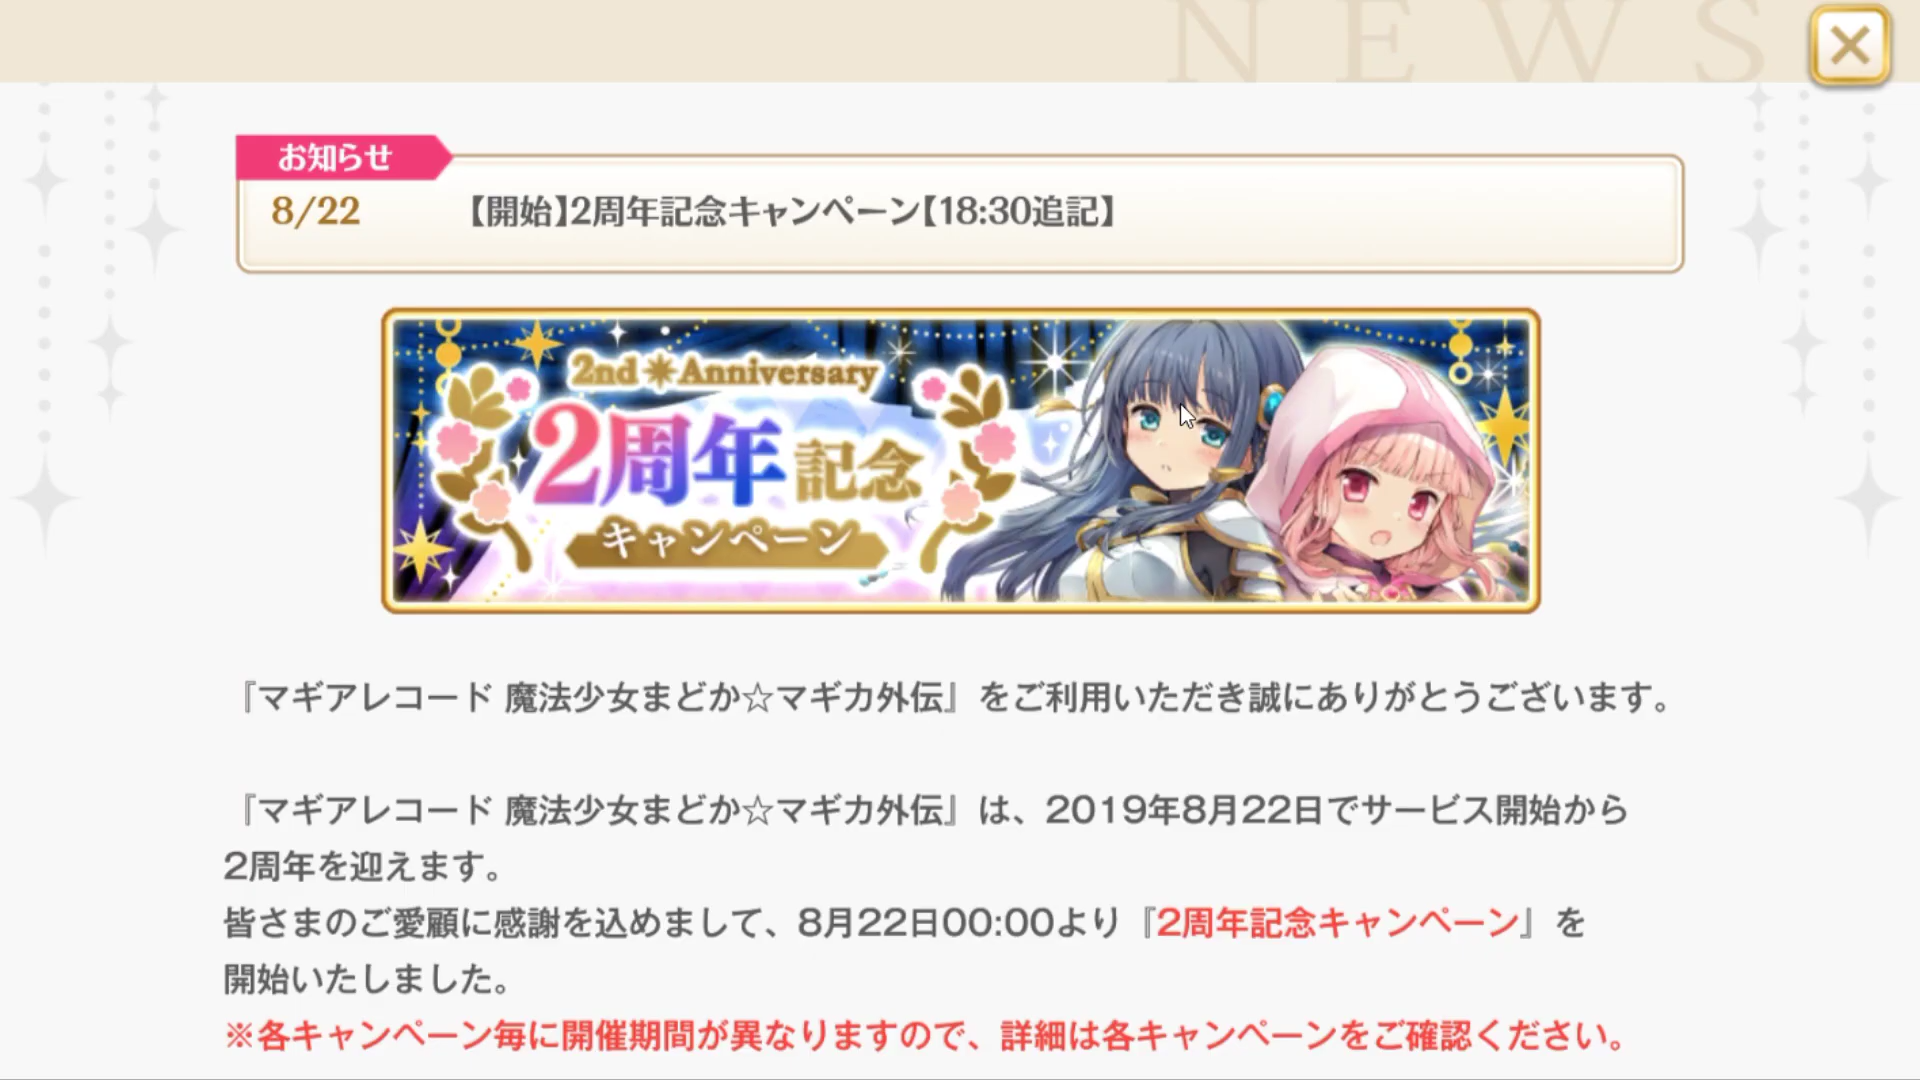 NEWS
お知らせ
8/22 【開始】2周年記念キャンペーン【18:30追記】
2nd Anniversary
2周年記念
キャンペーン
『マギアレコード 魔法少女まどか☆マギカ外伝』をご利用いただき誠にありがとうございます。
『マギアレコード 魔法少女まどか☆マギカ外伝』は、2019年8月22日でサービス開始から
2周年を迎えます。
皆さまのご愛顧に感謝を込めまして、8月22日00:00より『2周年記念キャンペーン』を
開始いたしました。
※各キャンペーン毎に開催期間が異なりますので、詳細は各キャンペーンをご確認ください。